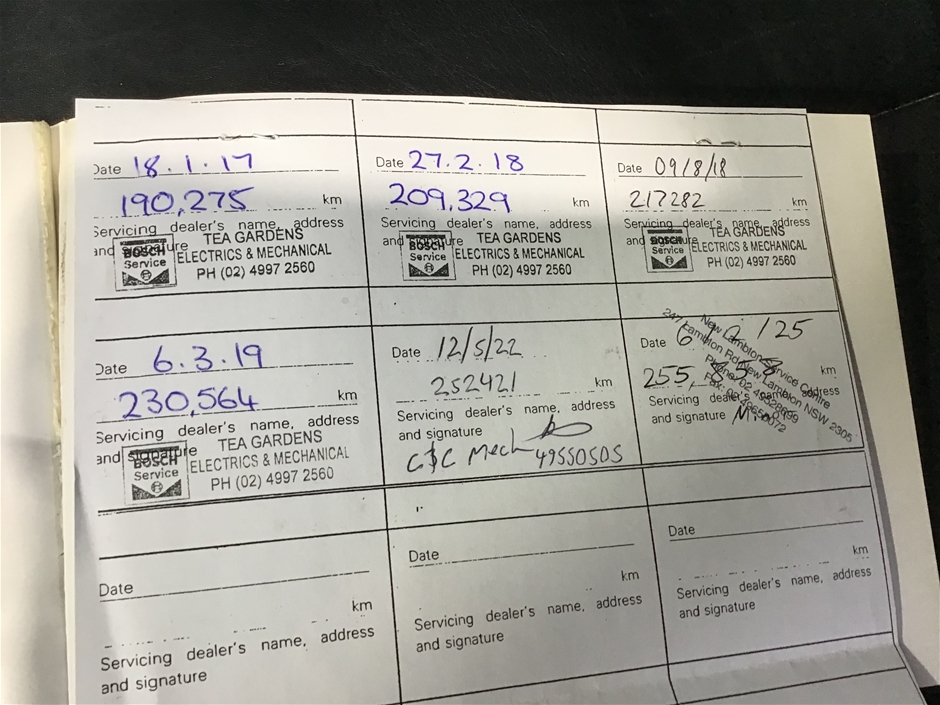 Date 18.1.17
190,275 km
Servicing dealer's name, address
and signature
BOSCH
Service
TEA GARDENS
ELECTRICS & MECHANICAL
PH (02) 4997 2560
Date 27.2.18
209,329 km
Servicing dealer's name, address
and signature
BOSCH
Service
TEA GARDENS
ELECTRICS & MECHANICAL
PH (02) 4997 2560
Date 09/8/18
217282 km
Servicing dealer's name, address
and signature
BOSCH
Service
TEA GARDENS
ELECTRICS & MECHANICAL
PH (02) 4997 2560
Date 6.3.19
230,564 km
Servicing dealer's name, address
and signature
BOSCH
Service
TEA GARDENS
ELECTRICS & MECHANICAL
PH (02) 4997 2560
Date 12/5/22
252421 km
Servicing dealer's name, address
and signature
C&C Mech 49550505
Date 6 /25
255, km
Servicing dealer's name, address
and signature
New Lambton Service Centre
247 Lambton Rd New Lambton NSW 2305
Phone: 02
Fax: 02
Date
km
Servicing dealer's name, address
and signature
Date
km
Servicing dealer's name, address
and signature
Date
km
Servicing dealer's name, address
and signature